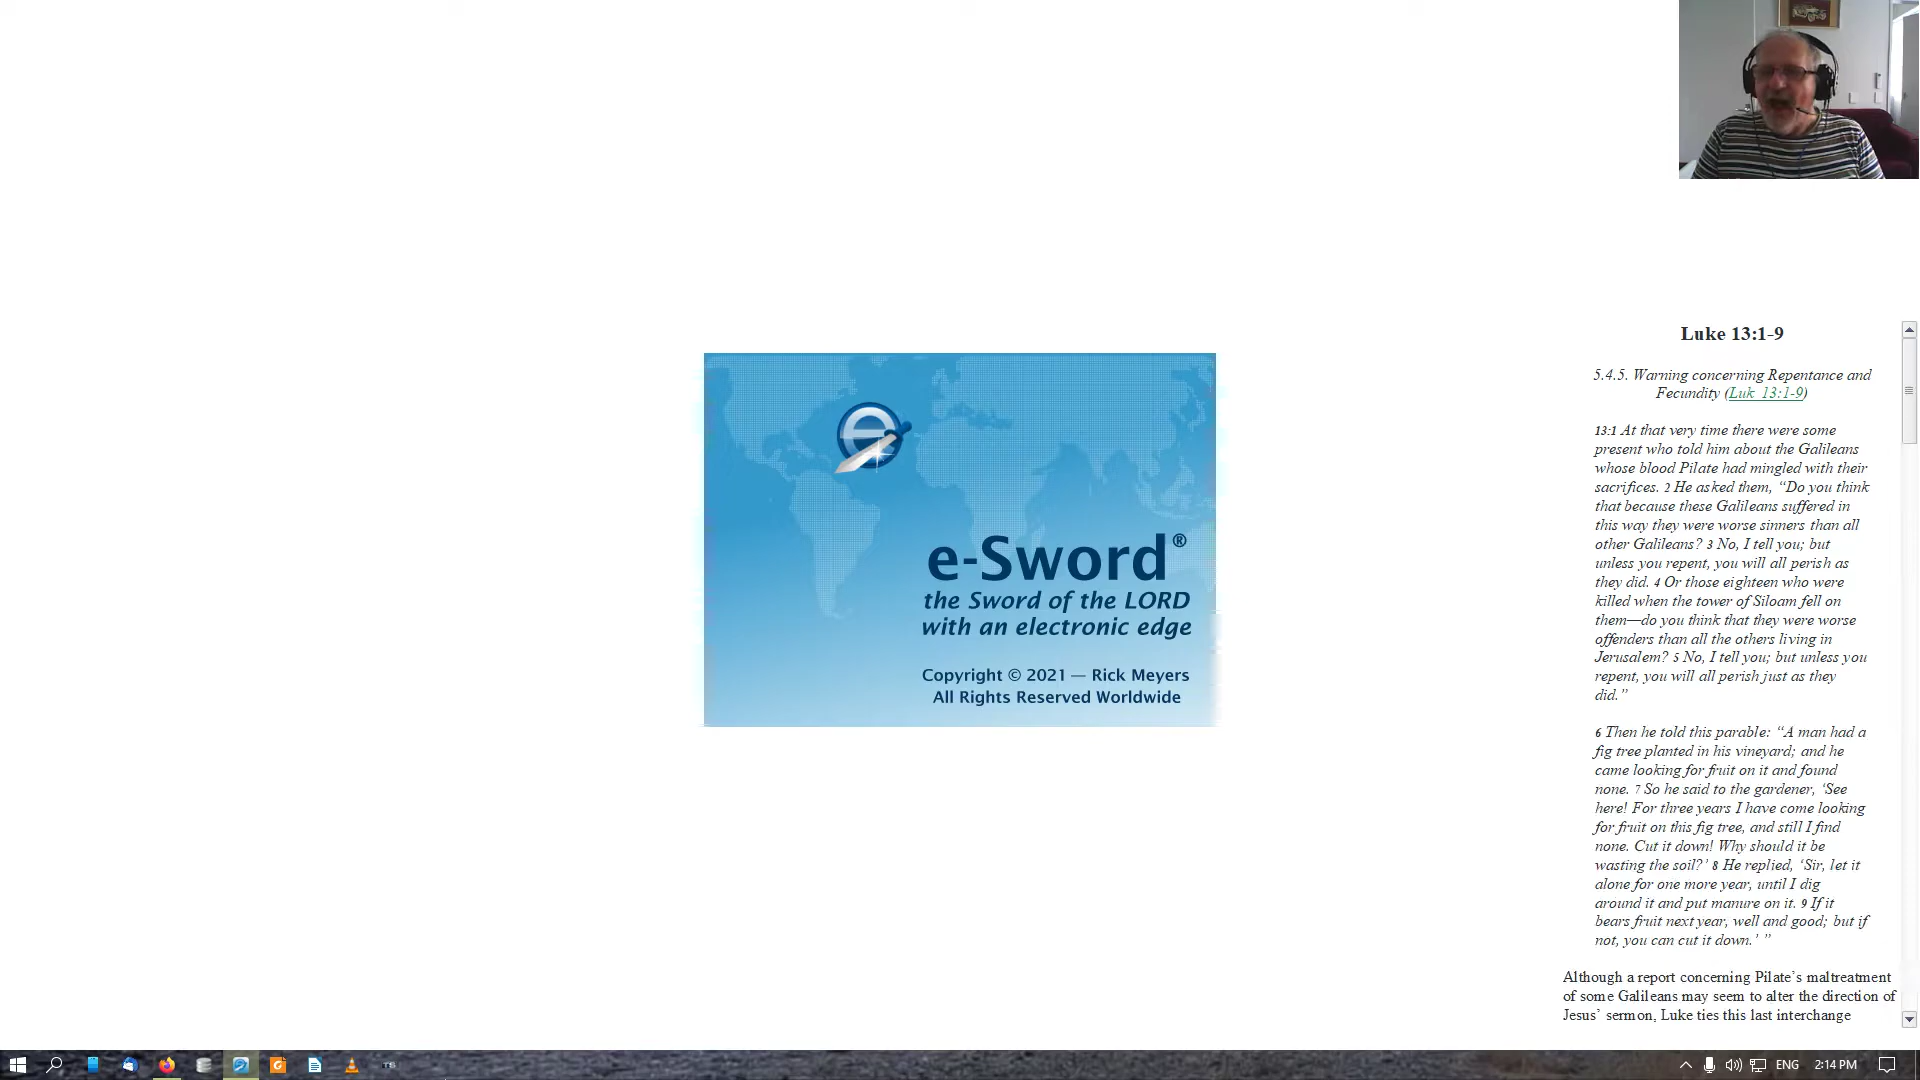 Luke 13:1-9
5.4.5. Warning concerning Repentance and
Fecundity (Luk_13:1-9)
13:1 At that very time there were some
present who told him about the Galileans
whose blood Pilate had mingled with their
sacrifices. 2 He asked them, “Do you think
that because these Galileans suffered in
this way they were worse sinners than all
other Galileans? 3 No, I tell you; but
unless you repent, you will all perish as
they did. 4 Or those eighteen who were
killed when the tower of Siloam fell on
them—do you think that they were worse
offenders than all the others living in
Jerusalem? 5 No, I tell you; but unless you
repent, you will all perish just as they
did.”
6 Then he told this parable: “A man had a
fig tree planted in his vineyard; and he
came looking for fruit on it and found
none. 7 So he said to the gardener, ‘See
here! For three years I have come looking
for fruit on this fig tree, and still I find
none. Cut it down! Why should it be
wasting the soil?’ 8 He replied, ‘Sir, let it
alone for one more year, until I dig
around it and put manure on it. 9 If it
bears fruit next year, well and good; but if
not, you can cut it down.’ ”
Although a report concerning Pilate’s maltreatment
of some Galileans may seem to alter the direction of
Jesus’ sermon, Luke ties this last interchange
e-Sword®
the Sword of the LORD
with an electronic edge
Copyright © 2021 — Rick Meyers
All Rights Reserved Worldwide
TS
ENG
2:14 PM